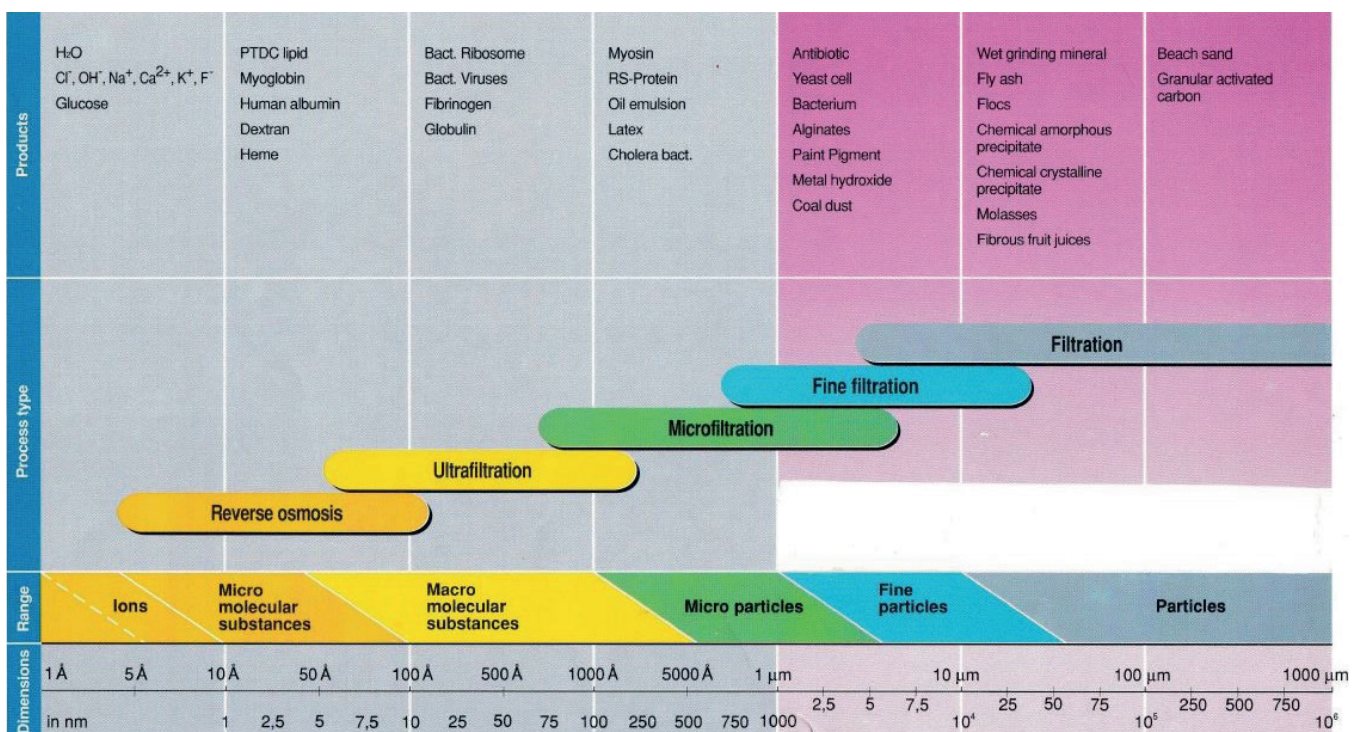 Products
H₂O
Cl⁻, OH⁻, Na⁺, Ca²⁺, K⁺, F⁻
Glucose
PTDC lipid
Myoglobin
Human albumin
Dextran
Heme
Bact. Ribosome
Bact. Viruses
Fibrinogen
Globulin
Myosin
RS-Protein
Oil emulsion
Latex
Cholera bact.
Antibiotic
Yeast cell
Bacterium
Alginates
Paint Pigment
Metal hydroxide
Coal dust
Wet grinding mineral
Fly ash
Flocs
Chemical amorphous
precipitate
Chemical crystalline
precipitate
Molasses
Fibrous fruit juices
Beach sand
Granular activated
carbon
Process type
Filtration
Fine filtration
Microfiltration
Ultrafiltration
Reverse osmosis
Range
Ions
Micro
molecular
substances
Macro
molecular
substances
Micro particles
Fine
particles
Particles
Dimensions
1 Å 5 Å 10 Å 50 Å 100 Å 500 Å 1000 Å 5000 Å 1 µm 10 µm 100 µm 1000 µm
2,5 5 7,5 25 50 75 250 500 750
in nm 1 2,5 5 7,5 10 25 50 75 100 250 500 750 1000 10⁴ 10⁵ 10⁶